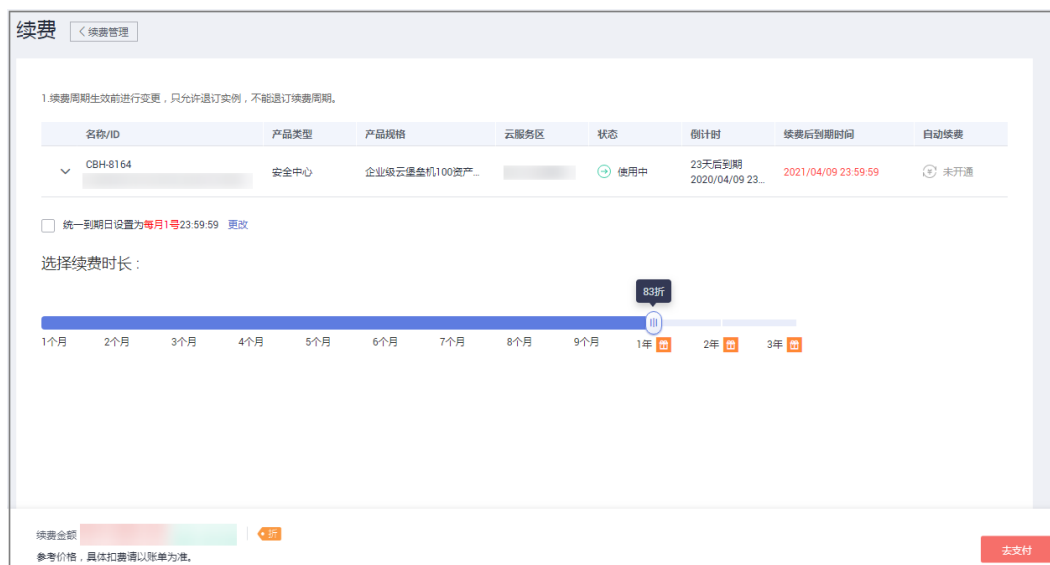 续费 < 续费管理
1.续费周期生效前进行变更，只允许退订实例，不能退订续费周期。
名称/ID 产品类型 产品规格 云服务区 状态 倒计时 续费后到期时间 自动续费
CBH-8164 安全中心 企业级云堡垒机100资产... 使用中 23天后到期 2021/04/09 23:59:59 未开通
2020/04/09 23...
统一到期日设置为每月1号23:59:59 更改
选择续费时长：
83折
1个月 2个月 3个月 4个月 5个月 6个月 7个月 8个月 9个月 1年 2年 3年
续费金额 折
参考价格，具体扣费请以账单为准。
去支付